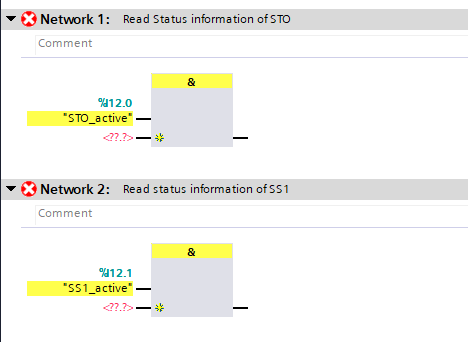 Network 1: Read Status information of STO
Comment
&
%I12.0
"STO_active"
<??.?>
Network 2: Read status information of SS1
Comment
&
%I12.1
"SS1_active"
<??.?>